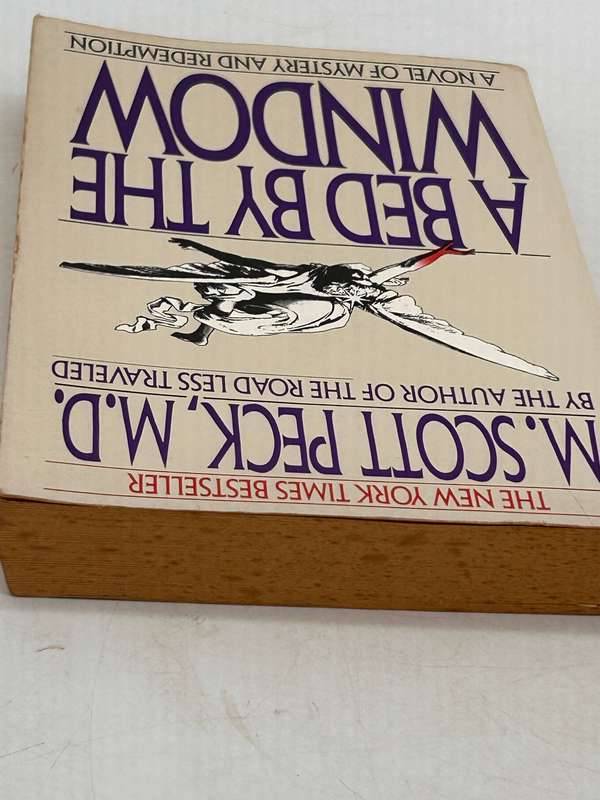 THE NEW YORK TIMES BESTSELLER
M. SCOTT PECK, M.D.
BY THE AUTHOR OF THE ROAD LESS TRAVELED
A BED BY THE
WINDOW
A NOVEL OF MYSTERY AND REDEMPTION